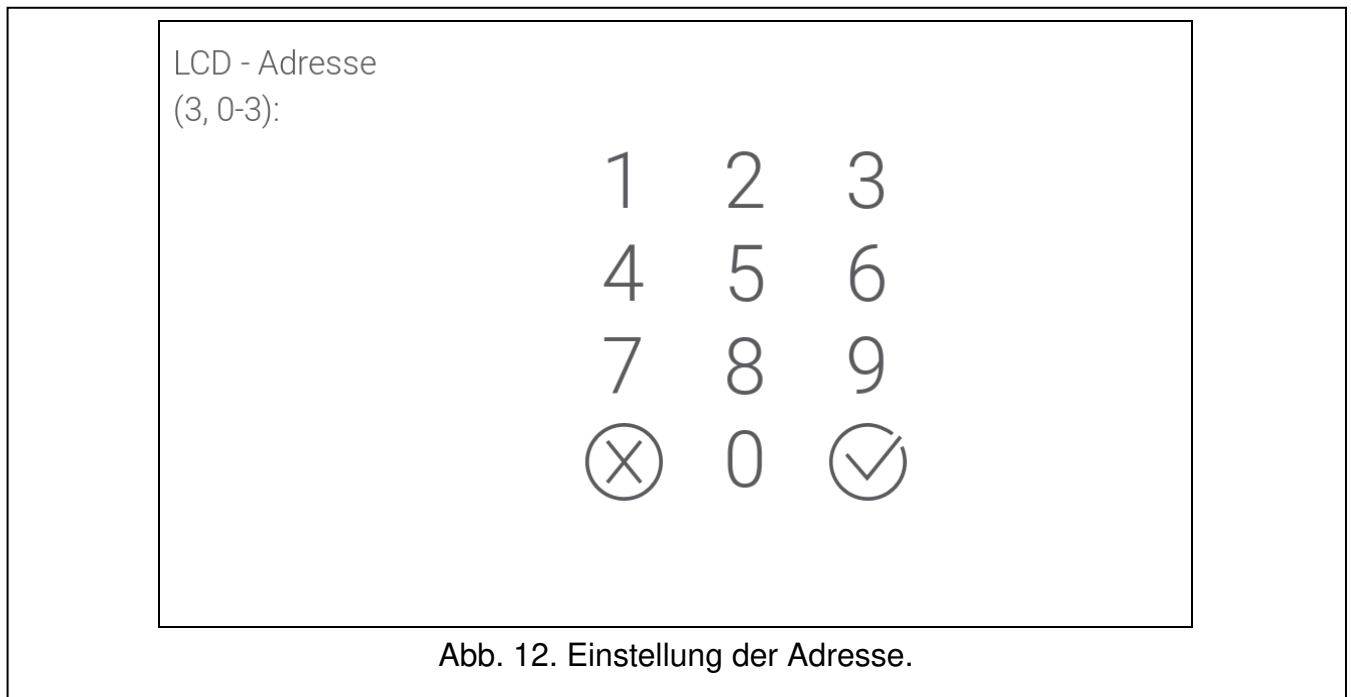 LCD - Adresse
(3, 0-3):
1 2 3
4 5 6
7 8 9
0
Abb. 12. Einstellung der Adresse.